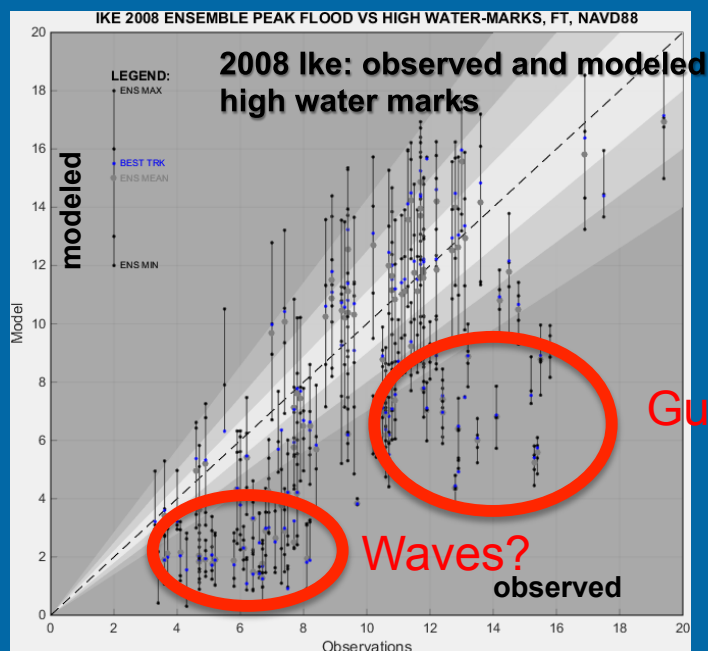 IKE 2008 ENSEMBLE PEAK FLOOD VS HIGH WATER-MARKS, FT, NAVD88
2008 Ike: observed and modeled
high water marks
LEGEND:
ENS MAX
BEST TRK
ENS MEAN
ENS MIN
modeled
Model
20
18
16
14
12
10
8
6
4
2
0
Gu
Waves?
observed
0 2 4 6 8 10 12 14 16 18 20
Observations